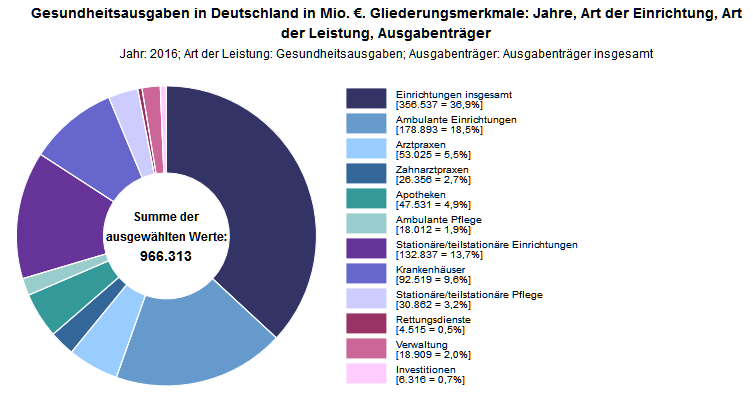 Gesundheitsausgaben in Deutschland in Mio. €. Gliederungsmerkmale: Jahre, Art der Einrichtung, Art
der Leistung, Ausgabenträger
Jahr: 2016; Art der Leistung: Gesundheitsausgaben; Ausgabenträger: Ausgabenträger insgesamt
Summe der
ausgewählten Werte:
966.313
Einrichtungen insgesamt
[356.537 = 36,9%]
Ambulante Einrichtungen
[178.893 = 18,5%]
Arztpraxen
[53.025 = 5,5%]
Zahnarztpraxen
[26.356 = 2,7%]
Apotheken
[47.531 = 4,9%]
Ambulante Pflege
[18.012 = 1,9%]
Stationäre/teilstationäre Einrichtungen
[132.837 = 13,7%]
Krankenhäuser
[92.519 = 9,6%]
Stationäre/teilstationäre Pflege
[30.862 = 3,2%]
Rettungsdienste
[4.515 = 0,5%]
Verwaltung
[18.909 = 2,0%]
Investitionen
[6.316 = 0,7%]